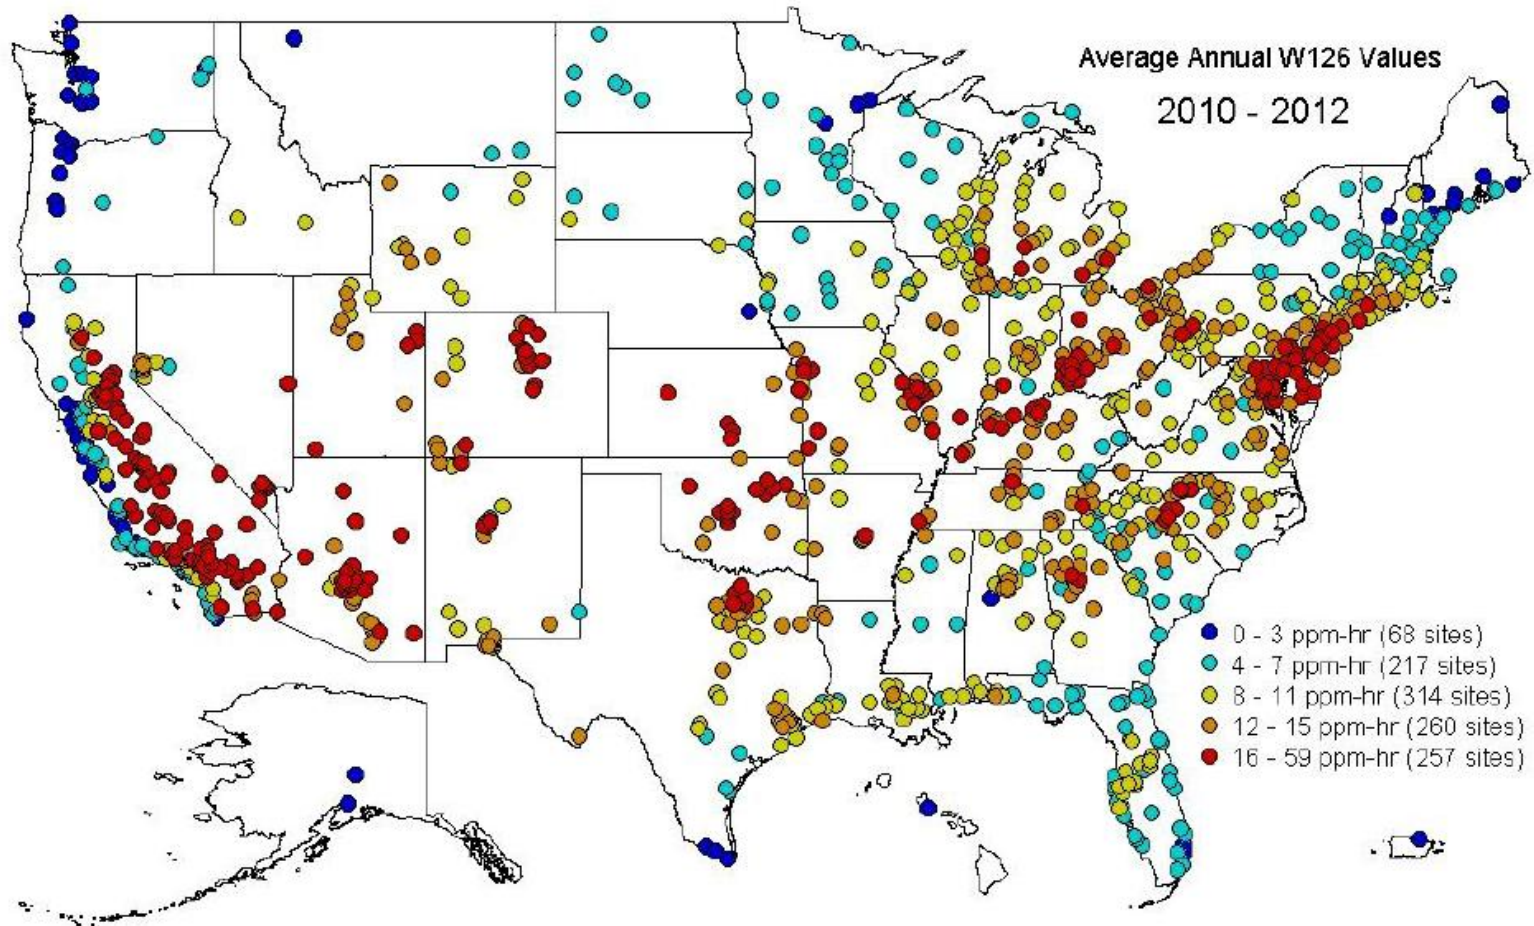 Average Annual W126 Values
2010 - 2012
0 - 3 ppm-hr (68 sites)
4 - 7 ppm-hr (217 sites)
8 - 11 ppm-hr (314 sites)
12 - 15 ppm-hr (260 sites)
16 - 59 ppm-hr (257 sites)